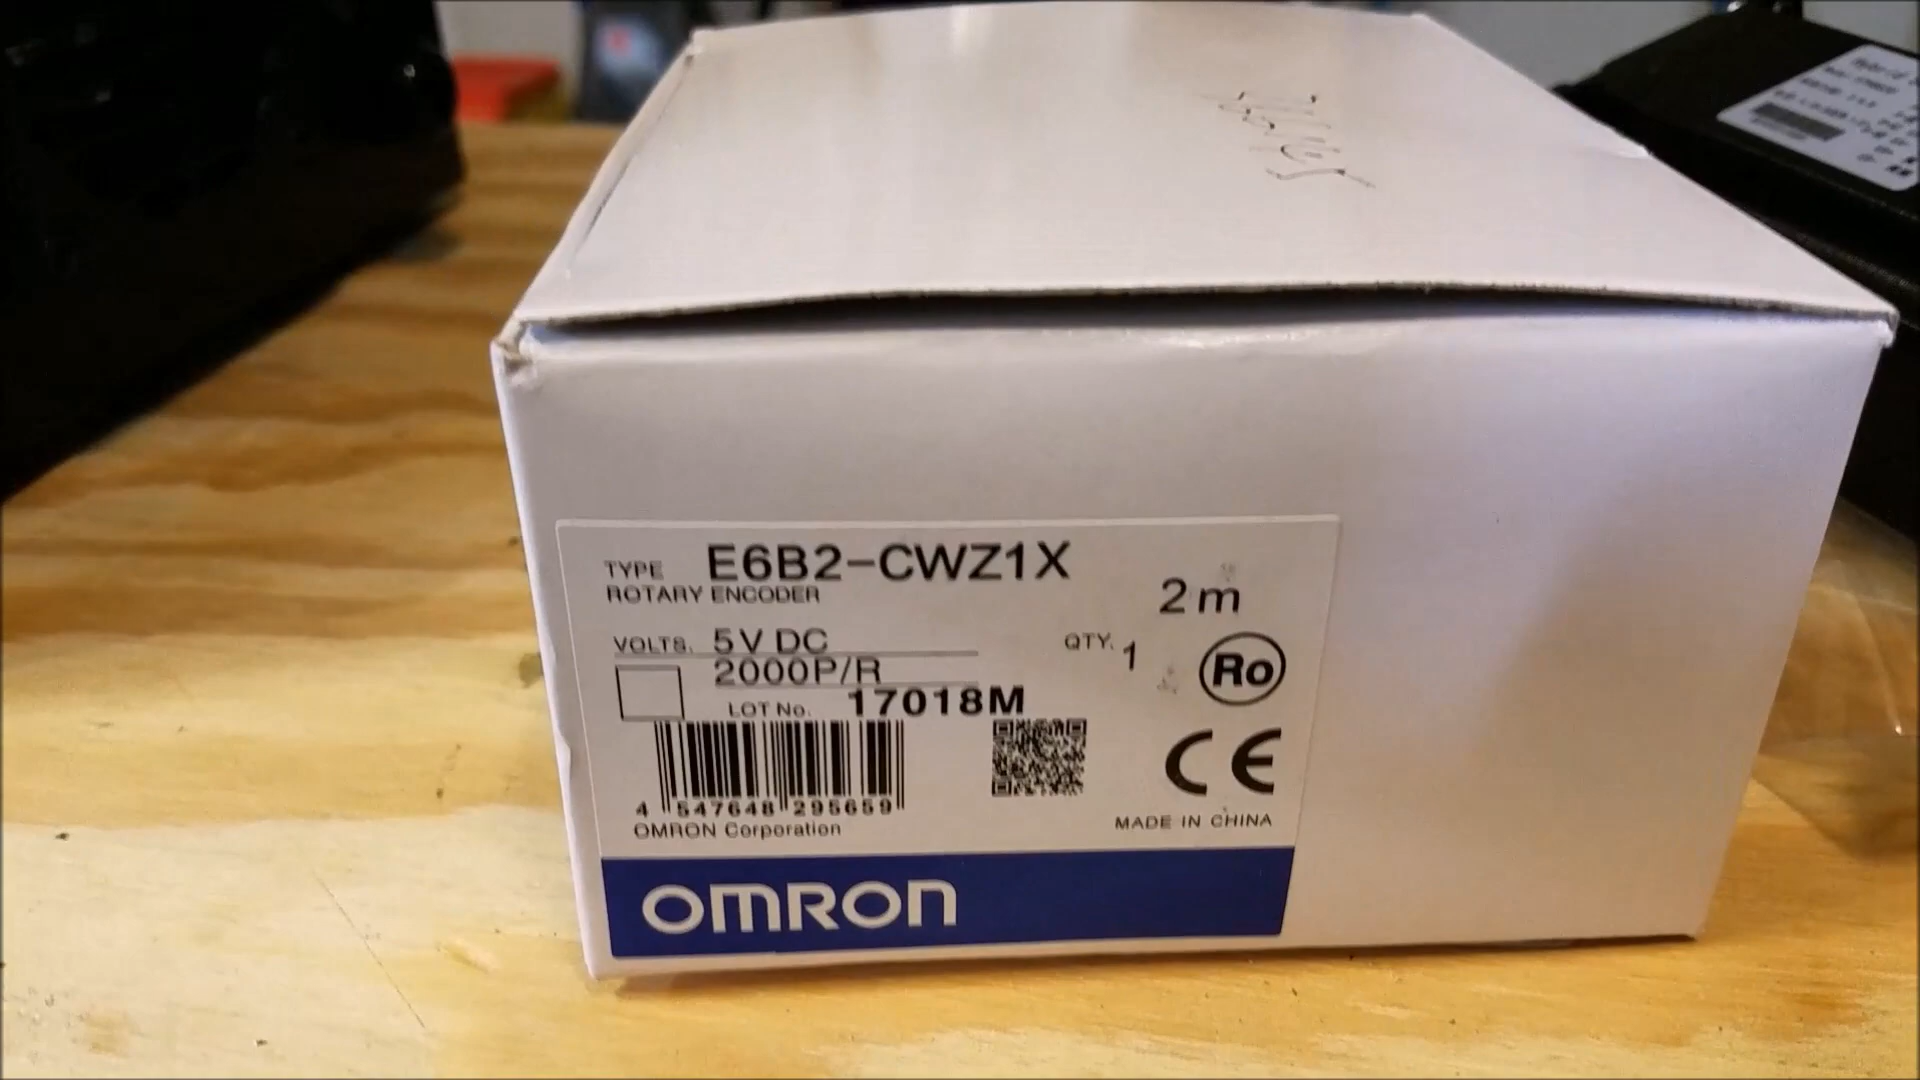 TYPE E6B2-CWZ1X
ROTARY ENCODER
2m
VOLTS. 5V DC
QTY. 1
2000P/R
Ro
LOT No. 17018M
CE
4 547648 295659
OMRON Corporation
MADE IN CHINA
OMRON